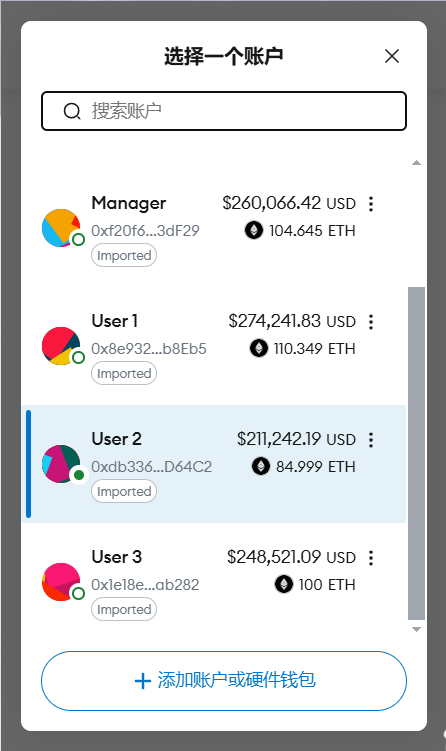 选择一个账户
搜索账户
Manager $260,066.42 USD
0xf20f6...3dF29 104.645 ETH
Imported
User 1 $274,241.83 USD
0x8e932...b8Eb5 110.349 ETH
Imported
User 2 $211,242.19 USD
0xdb336...D64C2 84.999 ETH
Imported
User 3 $248,521.09 USD
0x1e18e...ab282 100 ETH
Imported
+ 添加账户或硬件钱包